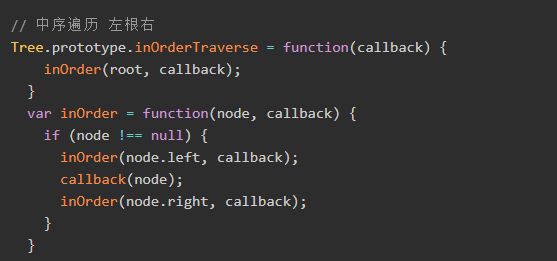 // 中序遍历 左根右
Tree.prototype.inOrderTraverse = function(callback) {
    inOrder(root, callback);
  }
  var inOrder = function(node, callback) {
    if (node !== null) {
      inOrder(node.left, callback);
      callback(node);
      inOrder(node.right, callback);
    }
  }